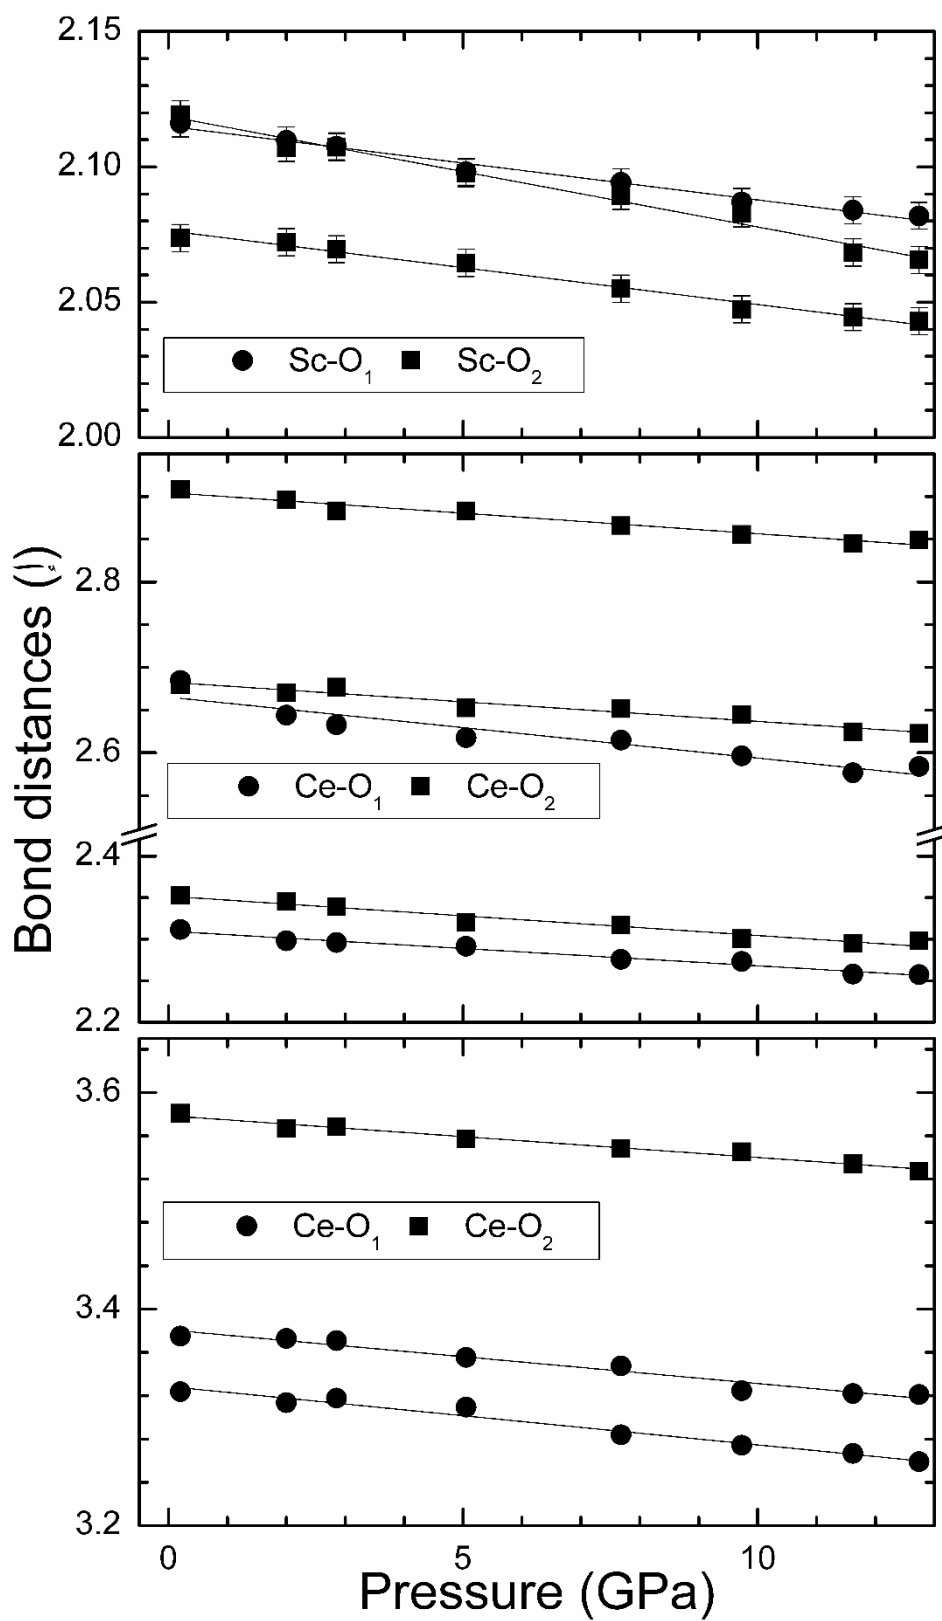 2.15
2.10
2.05
Sc-O₁ Sc-O₂
2.00
2.8
2.6
Ce-O₁ Ce-O₂
2.4
2.2
3.6
Ce-O₁ Ce-O₂
3.4
3.2
0 5 10
Pressure (GPa)
Bond distances (